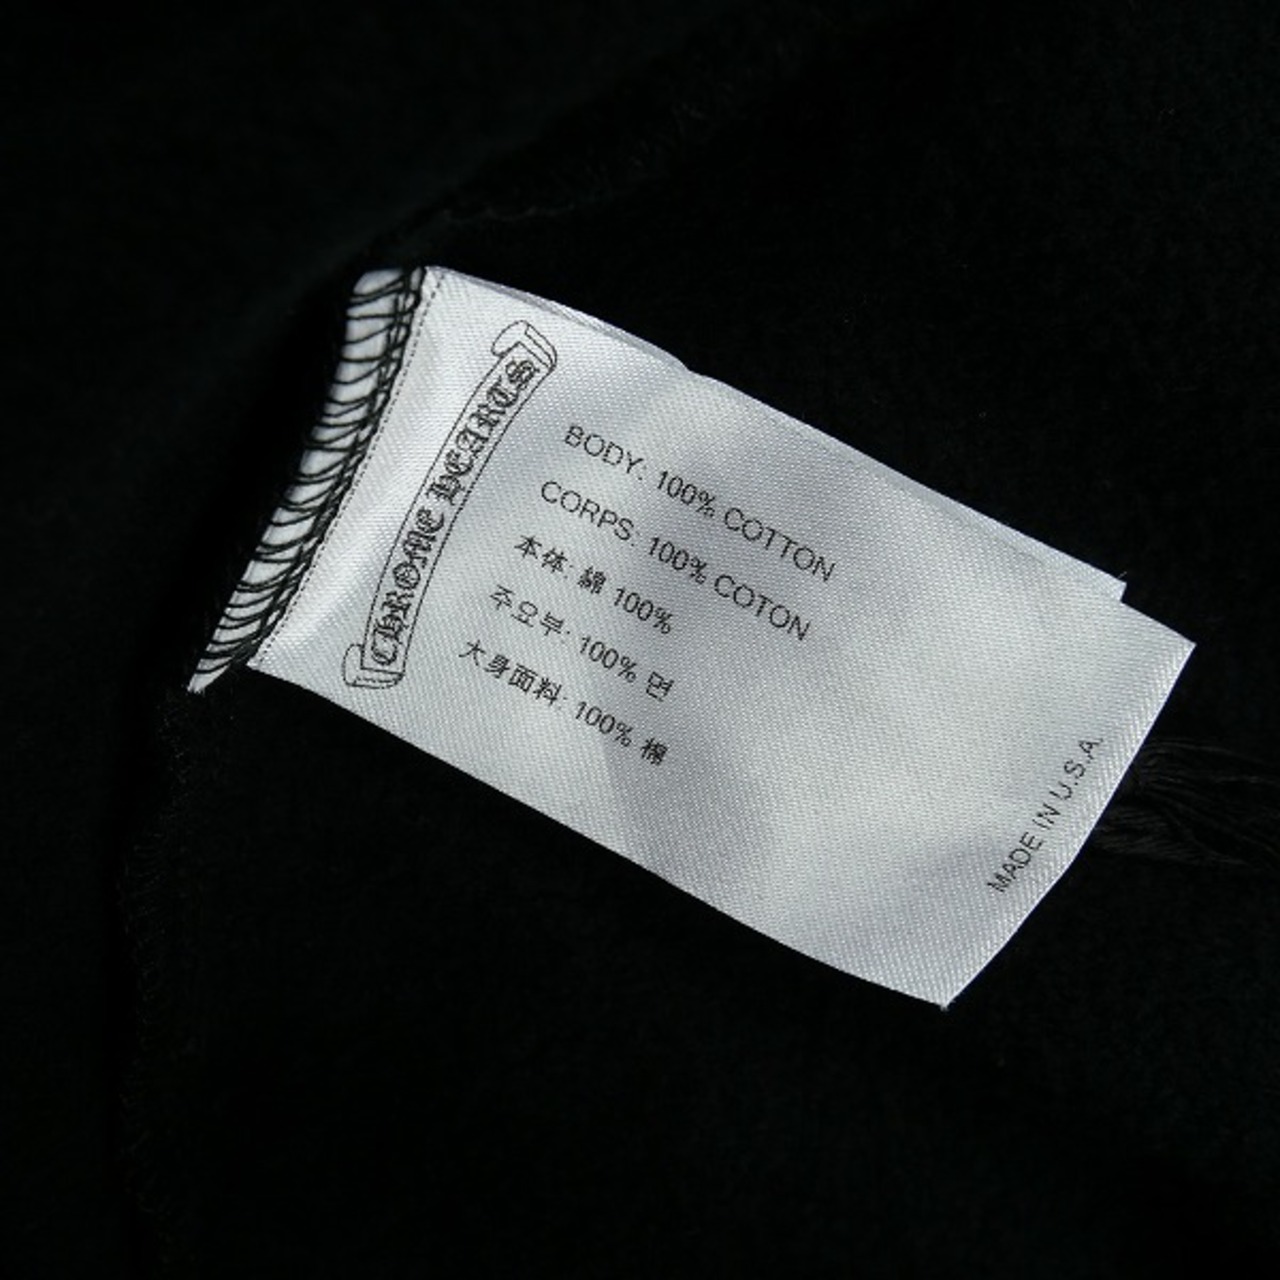 CHROME HEARTS
BODY: 100% COTTON
CORPS: 100% COTON
本体: 綿 100%
주요부: 100% 면
大身面料: 100% 棉
MADE IN U.S.A.